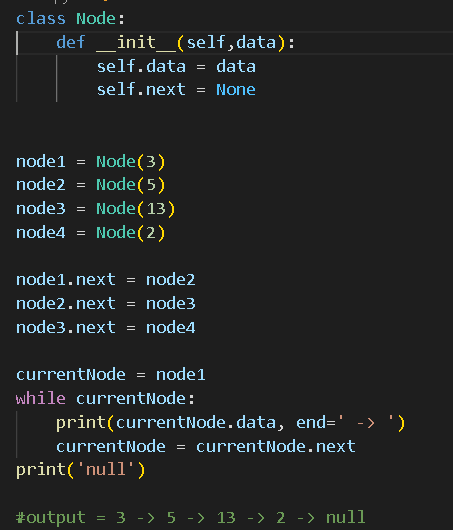 class Node:
    def __init__(self,data):
        self.data = data
        self.next = None
node1 = Node(3)
node2 = Node(5)
node3 = Node(13)
node4 = Node(2)
node1.next = node2
node2.next = node3
node3.next = node4
currentNode = node1
while currentNode:
    print(currentNode.data, end=' -> ')
    currentNode = currentNode.next
print('null')
#output = 3 -> 5 -> 13 -> 2 -> null